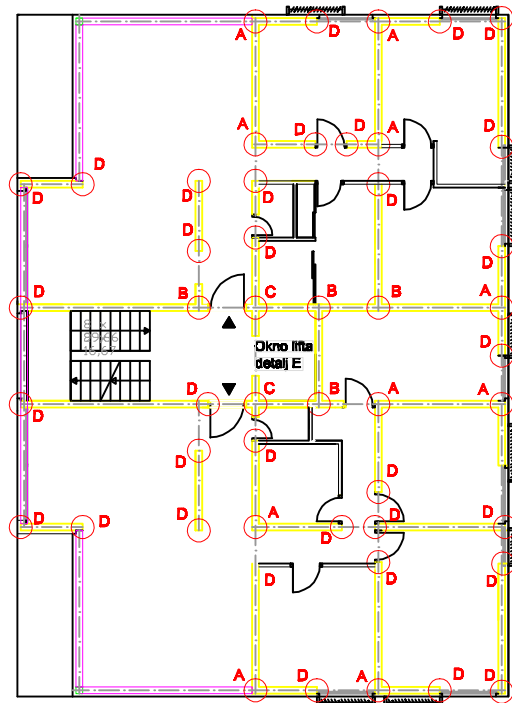 A D A D D
A D D A D
D
D D D D
D D D
D B C B B A
Okno lifta
detalj E
D
D C B A A
D
D D D
D D D A D D D
D D D
A D A D D